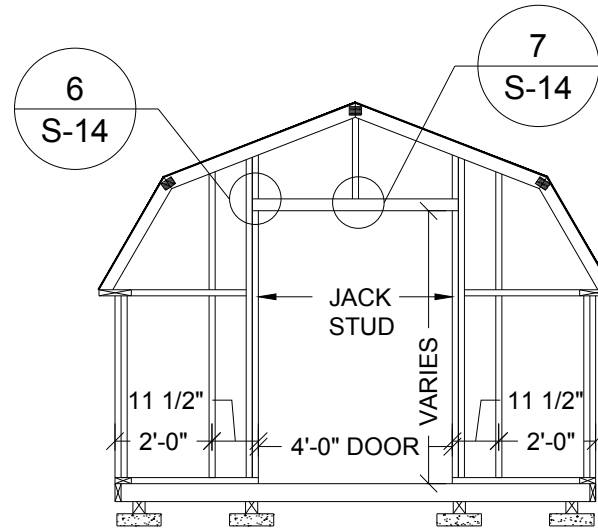 6
S-14
7
S-14
JACK
STUD
VARIES
11 1/2"
11 1/2"
2'-0"
4'-0" DOOR
2'-0"